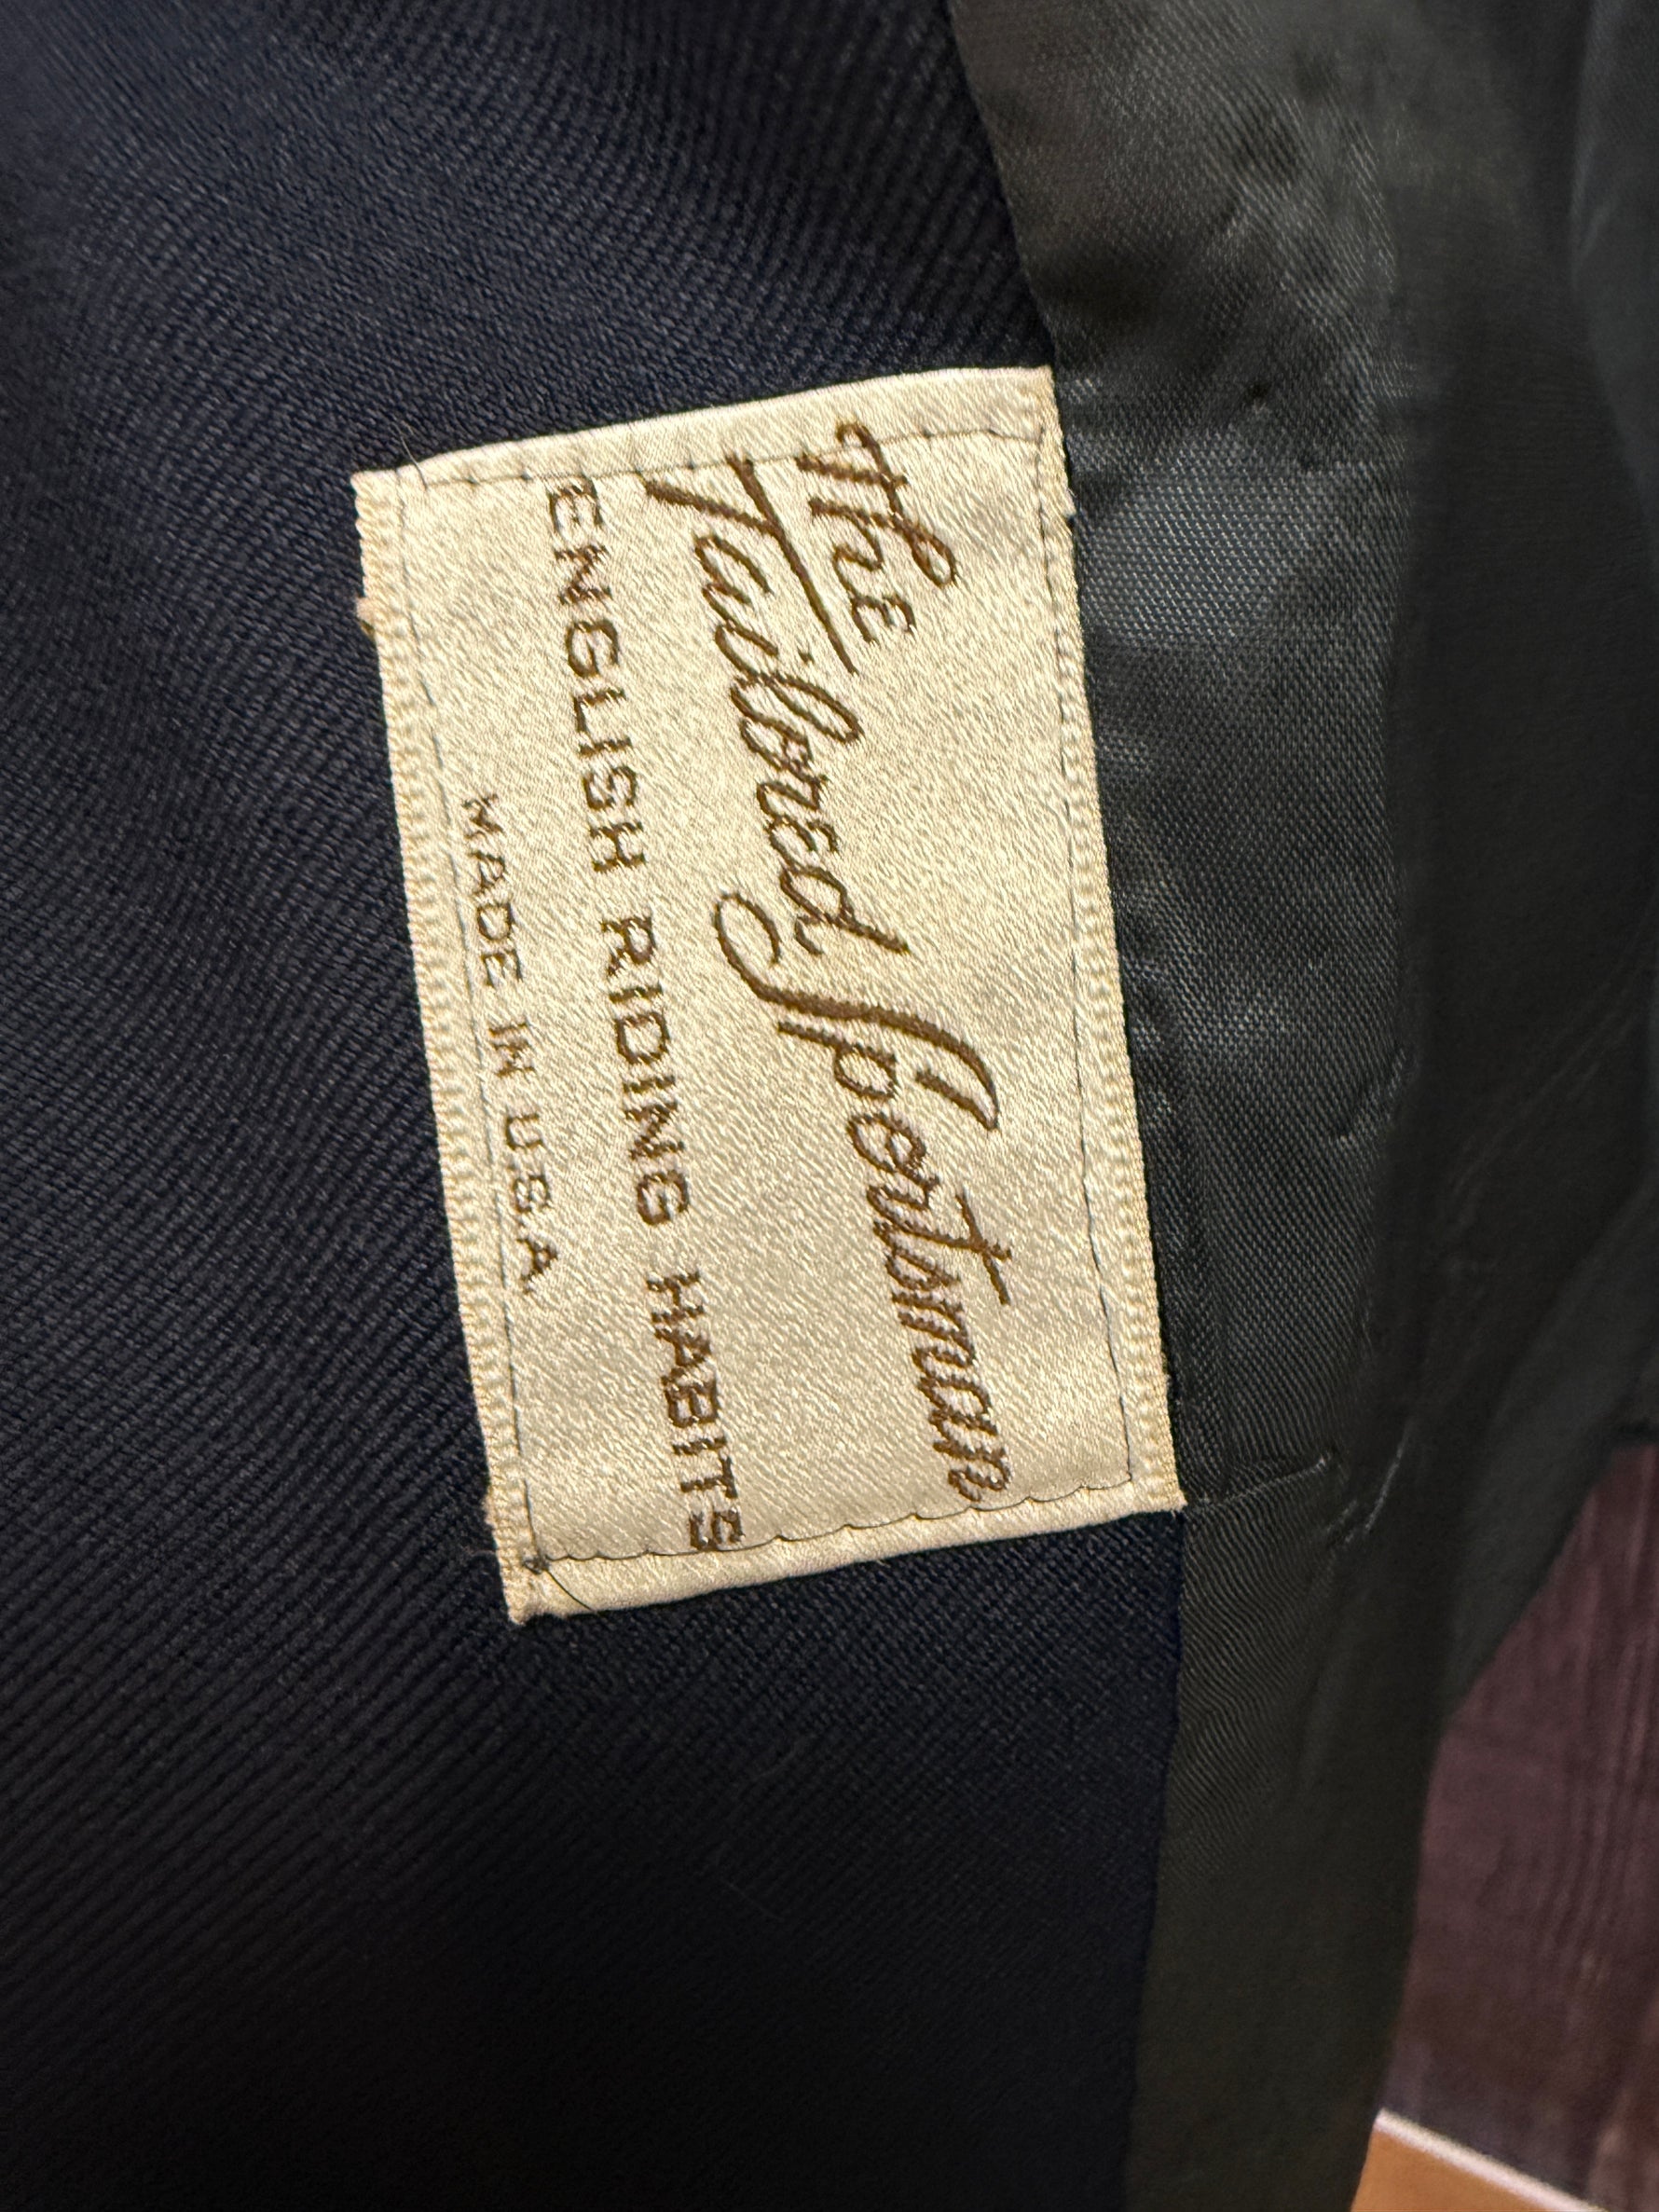 The
Tailored Sportsman
ENGLISH RIDING HABITS
MADE IN U.S.A